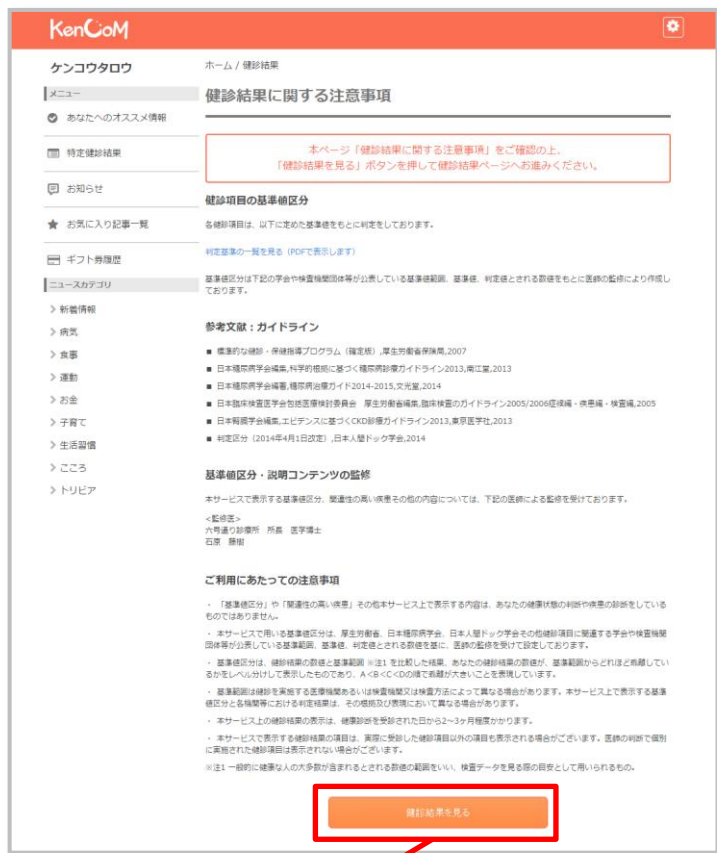 KenCoM
ケンコウタロウ
メニュー
あなたへのオススメ情報
特定健診結果
お知らせ
お気に入り記事一覧
ギフト券履歴
ニュースカテゴリ
> 新着情報
> 病気
> 食事
> 運動
> お金
> 子育て
> 生活習慣
> こころ
> トリビア
ホーム / 健診結果
健診結果に関する注意事項
本ページ「健診結果に関する注意事項」をご確認の上、
「健診結果を見る」ボタンを押して健診結果ページへお進みください。
健診項目の基準値区分
各健診項目は、以下に定めた基準値をもとに判定をしております。
判定基準の一覧を見る（PDFで表示します）
基準値区分は下記の学会や検査機関団体等が公表している基準値範囲、基準値、判定値とされる数値をもとに医師の監修により作成し
ております。
参考文献：ガイドライン
■ 標準的な健診・保健指導プログラム（確定版）,厚生労働省保険局,2007
■ 日本糖尿病学会編集,科学的根拠に基づく糖尿病診療ガイドライン2013,南江堂,2013
■ 日本糖尿病学会編著,糖尿病治療ガイド2014-2015,文光堂,2014
■ 日本臨床検査医学会包括医療検討委員会　厚生労働省編集,臨床検査のガイドライン2005/2006症候編・疾患編・検査編,2005
■ 日本腎臓学会編集,エビデンスに基づくCKD診療ガイドライン2013,東京医学社,2013
■ 判定区分（2014年4月1日改定）,日本人間ドック学会,2014
基準値区分・説明コンテンツの監修
本サービスで表示する基準値区分、関連性の高い疾患その他の内容については、下記の医師による監修を受けております。
<監修医>
六号通り診療所　所長　医学博士
石原　藤樹
ご利用にあたっての注意事項
・ 「基準値区分」や「関連性の高い疾患」その他本サービス上で表示する内容は、あなたの健康状態の判断や疾患の診断をしている
ものではありません。
・ 本サービスで用いる基準値区分は、厚生労働省、日本糖尿病学会、日本人間ドック学会その他健診項目に関連する学会や検査機関
団体等が公表している基準範囲、基準値、判定値とされる数値を基に、医師の監修を受けて設定しております。
・ 基準値区分は、健診結果の数値と基準範囲 ※注1 を比較した結果、あなたの健診結果の数値が、基準範囲からどれほど乖離してい
るかをレベル分けして表示したものであり、A<B<C<Dの順で乖離が大きいことを表現しています。
・ 基準範囲は健診を実施する医療機関あるいは検査機関又は検査方法によって異なる場合があります。本サービス上で表示する基準
値区分と各機関等における判定結果は、その根拠及び表現において異なる場合があります。
・ 本サービス上の健診結果の表示は、健康診断を受診された日から2~3ヶ月程度かかります。
・ 本サービスで表示する健診結果の項目は、実際に受診した健診項目以外の項目も表示される場合がございます。医師の判断で個別
に実施された健診項目は表示されない場合がございます。
※注1 一般的に健康な人の大多数が含まれるとされる数値の範囲をいい、検査データを見る際の目安として用いられるもの。
健診結果を見る